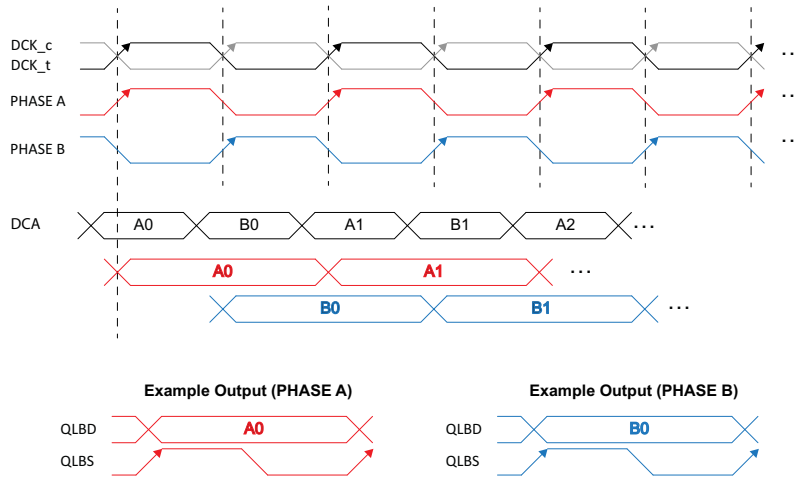 DCK_c
DCK_t
..
PHASE A
..
PHASE B
..
DCA
A0 B0 A1 B1 A2 ...
A0 A1 ...
B0 B1 ...
Example Output (PHASE A)
QLBD A0
QLBS
Example Output (PHASE B)
QLBD B0
QLBS